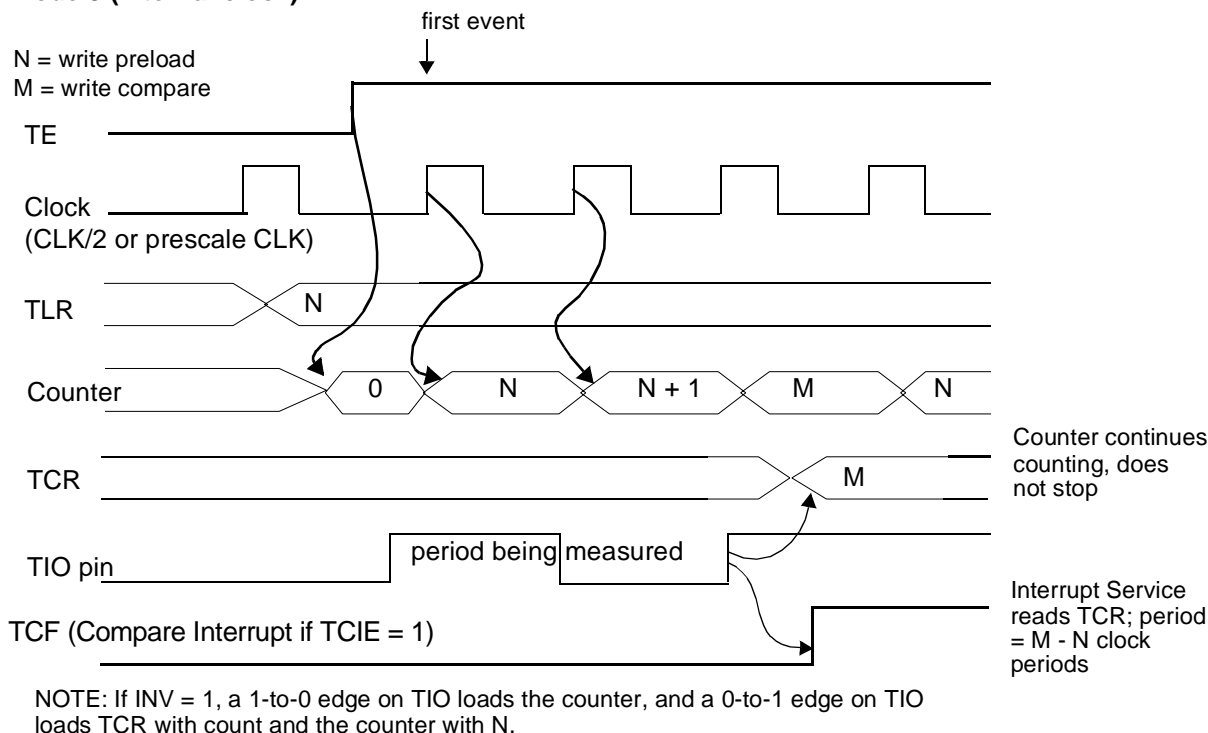 first event
N = write preload
M = write compare
TE
Clock
(CLK/2 or prescale CLK)
TLR
N
Counter
0
N
N + 1
M
N
TCR
M
Counter continues
counting, does
not stop
TIO pin
period being measured
Interrupt Service
reads TCR; period
= M - N clock
periods
TCF (Compare Interrupt if TCIE = 1)
NOTE: If INV = 1, a 1-to-0 edge on TIO loads the counter, and a 0-to-1 edge on TIO
loads TCR with count and the counter with N.